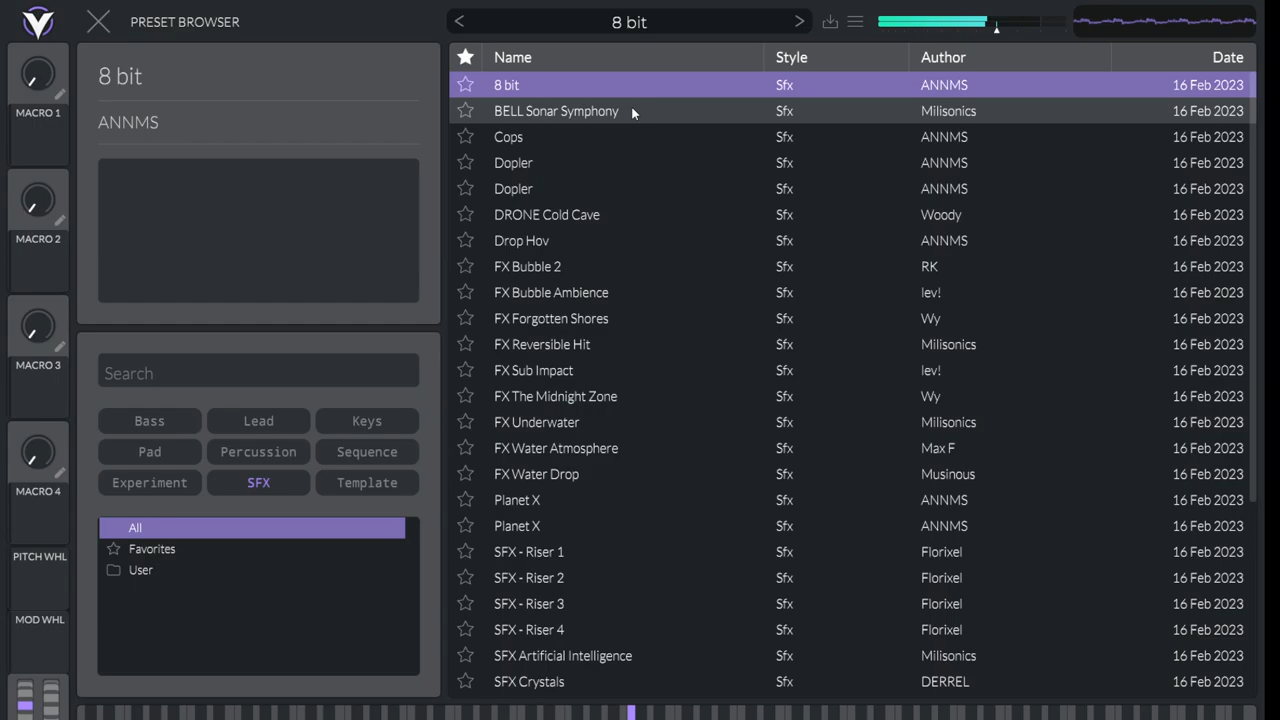 PRESET BROWSER
8 bit
MACRO 1
MACRO 2
MACRO 3
MACRO 4
PITCH WHL
MOD WHL
8 bit
ANNMS
Search
Bass Lead Keys
Pad Percussion Sequence
Experiment SFX Template
All
Favorites
User
Name Style Author Date
8 bit Sfx ANNMS 16 Feb 2023
BELL Sonar Symphony Sfx Milisonics 16 Feb 2023
Cops Sfx ANNMS 16 Feb 2023
Dopler Sfx ANNMS 16 Feb 2023
Dopler Sfx ANNMS 16 Feb 2023
DRONE Cold Cave Sfx Woody 16 Feb 2023
Drop Hov Sfx ANNMS 16 Feb 2023
FX Bubble 2 Sfx RK 16 Feb 2023
FX Bubble Ambience Sfx lev! 16 Feb 2023
FX Forgotten Shores Sfx Wy 16 Feb 2023
FX Reversible Hit Sfx Milisonics 16 Feb 2023
FX Sub Impact Sfx lev! 16 Feb 2023
FX The Midnight Zone Sfx Wy 16 Feb 2023
FX Underwater Sfx Milisonics 16 Feb 2023
FX Water Atmosphere Sfx Max F 16 Feb 2023
FX Water Drop Sfx Musinous 16 Feb 2023
Planet X Sfx ANNMS 16 Feb 2023
Planet X Sfx ANNMS 16 Feb 2023
SFX - Riser 1 Sfx Florixel 16 Feb 2023
SFX - Riser 2 Sfx Florixel 16 Feb 2023
SFX - Riser 3 Sfx Florixel 16 Feb 2023
SFX - Riser 4 Sfx Florixel 16 Feb 2023
SFX Artificial Intelligence Sfx Milisonics 16 Feb 2023
SFX Crystals Sfx DERREL 16 Feb 2023